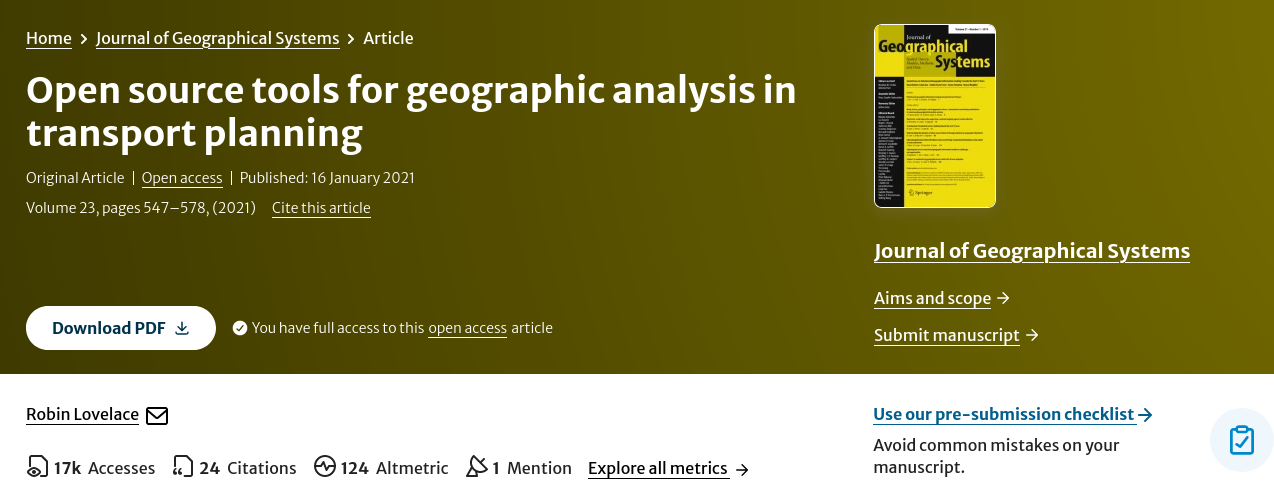 Home > Journal of Geographical Systems > Article
Open source tools for geographic analysis in
transport planning
Original Article | Open access | Published: 16 January 2021
Volume 23, pages 547–578, (2021) Cite this article
Download PDF
You have full access to this open access article
Journal of
Geographical
Systems
Springer
Journal of Geographical Systems
Aims and scope →
Submit manuscript →
Robin Lovelace
17k Accesses 24 Citations 124 Altmetric 1 Mention Explore all metrics →
Use our pre-submission checklist →
Avoid common mistakes on your
manuscript.